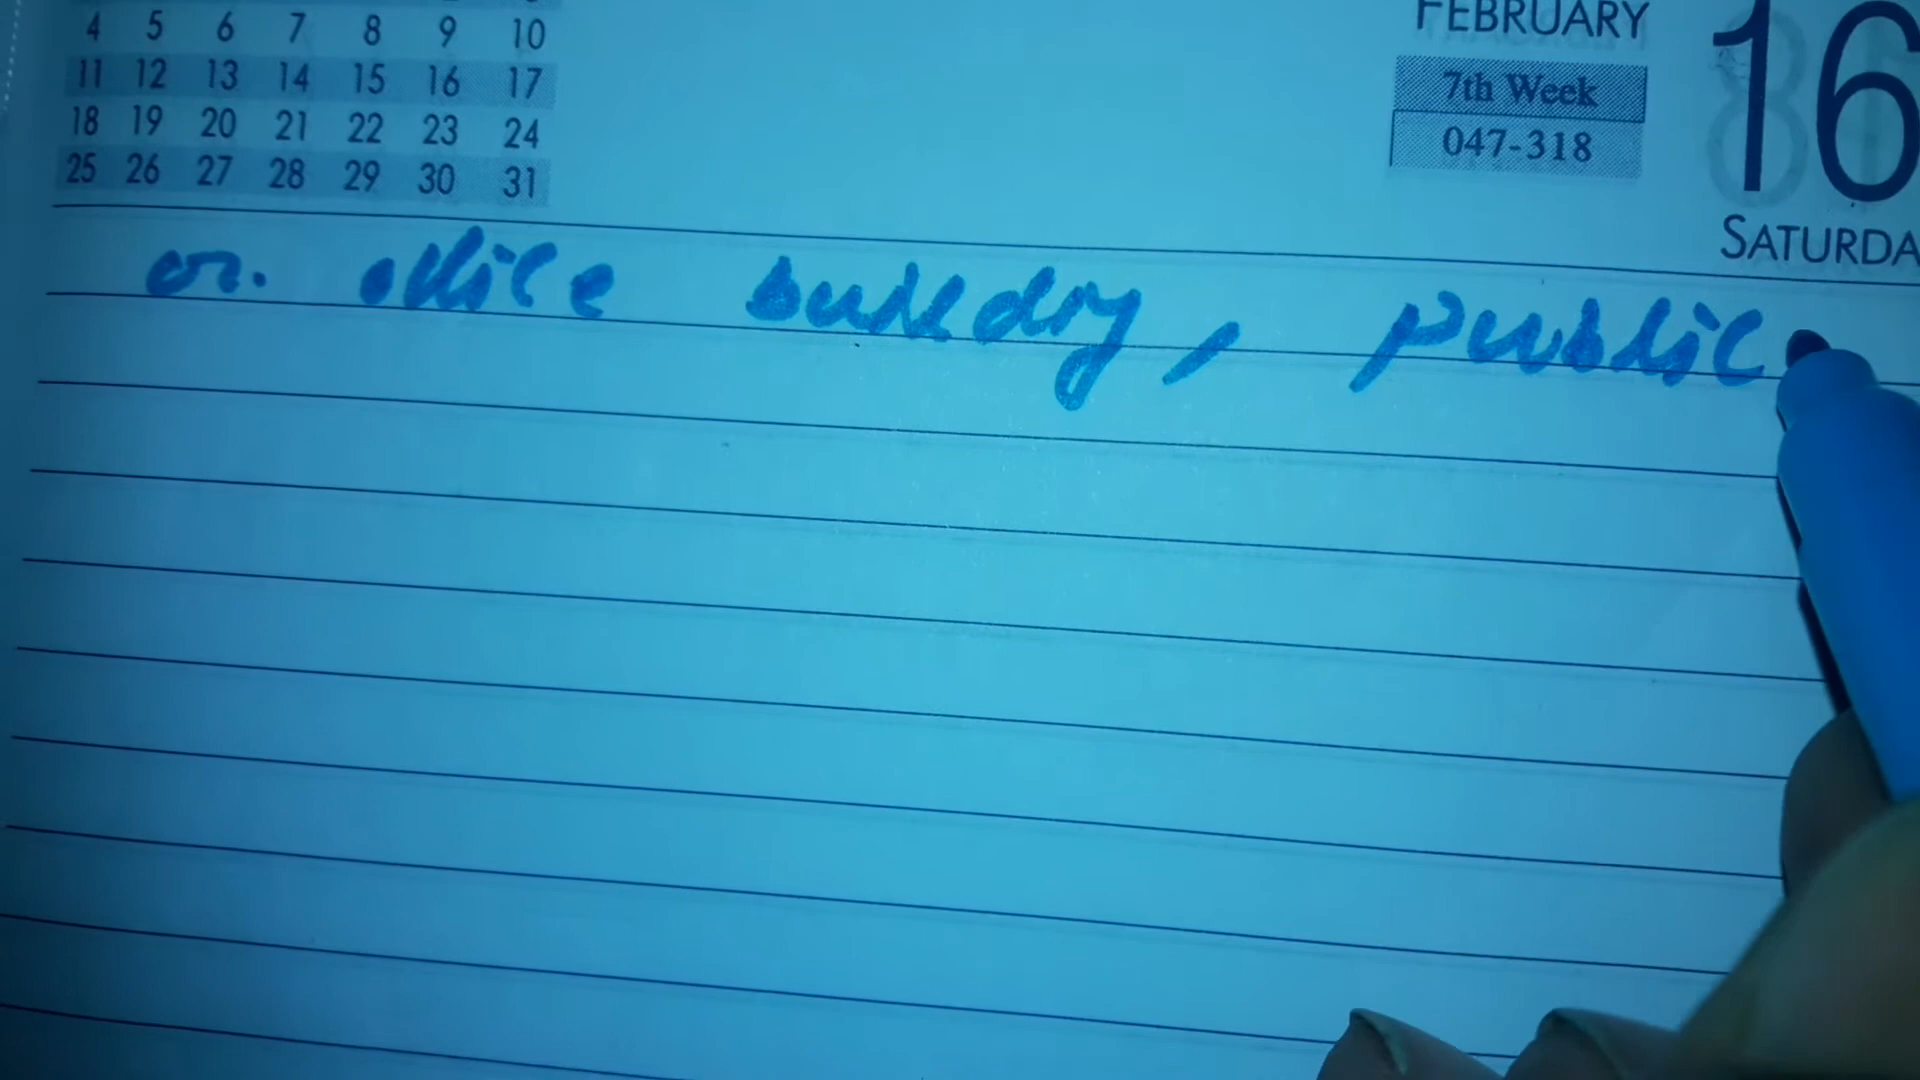 4 5 6 7 8 9 10
FEBRUARY 16
11 12 13 14 15 16 17
7th Week
18 19 20 21 22 23 24
047-318
25 26 27 28 29 30 31
SATURDA
or office building, public